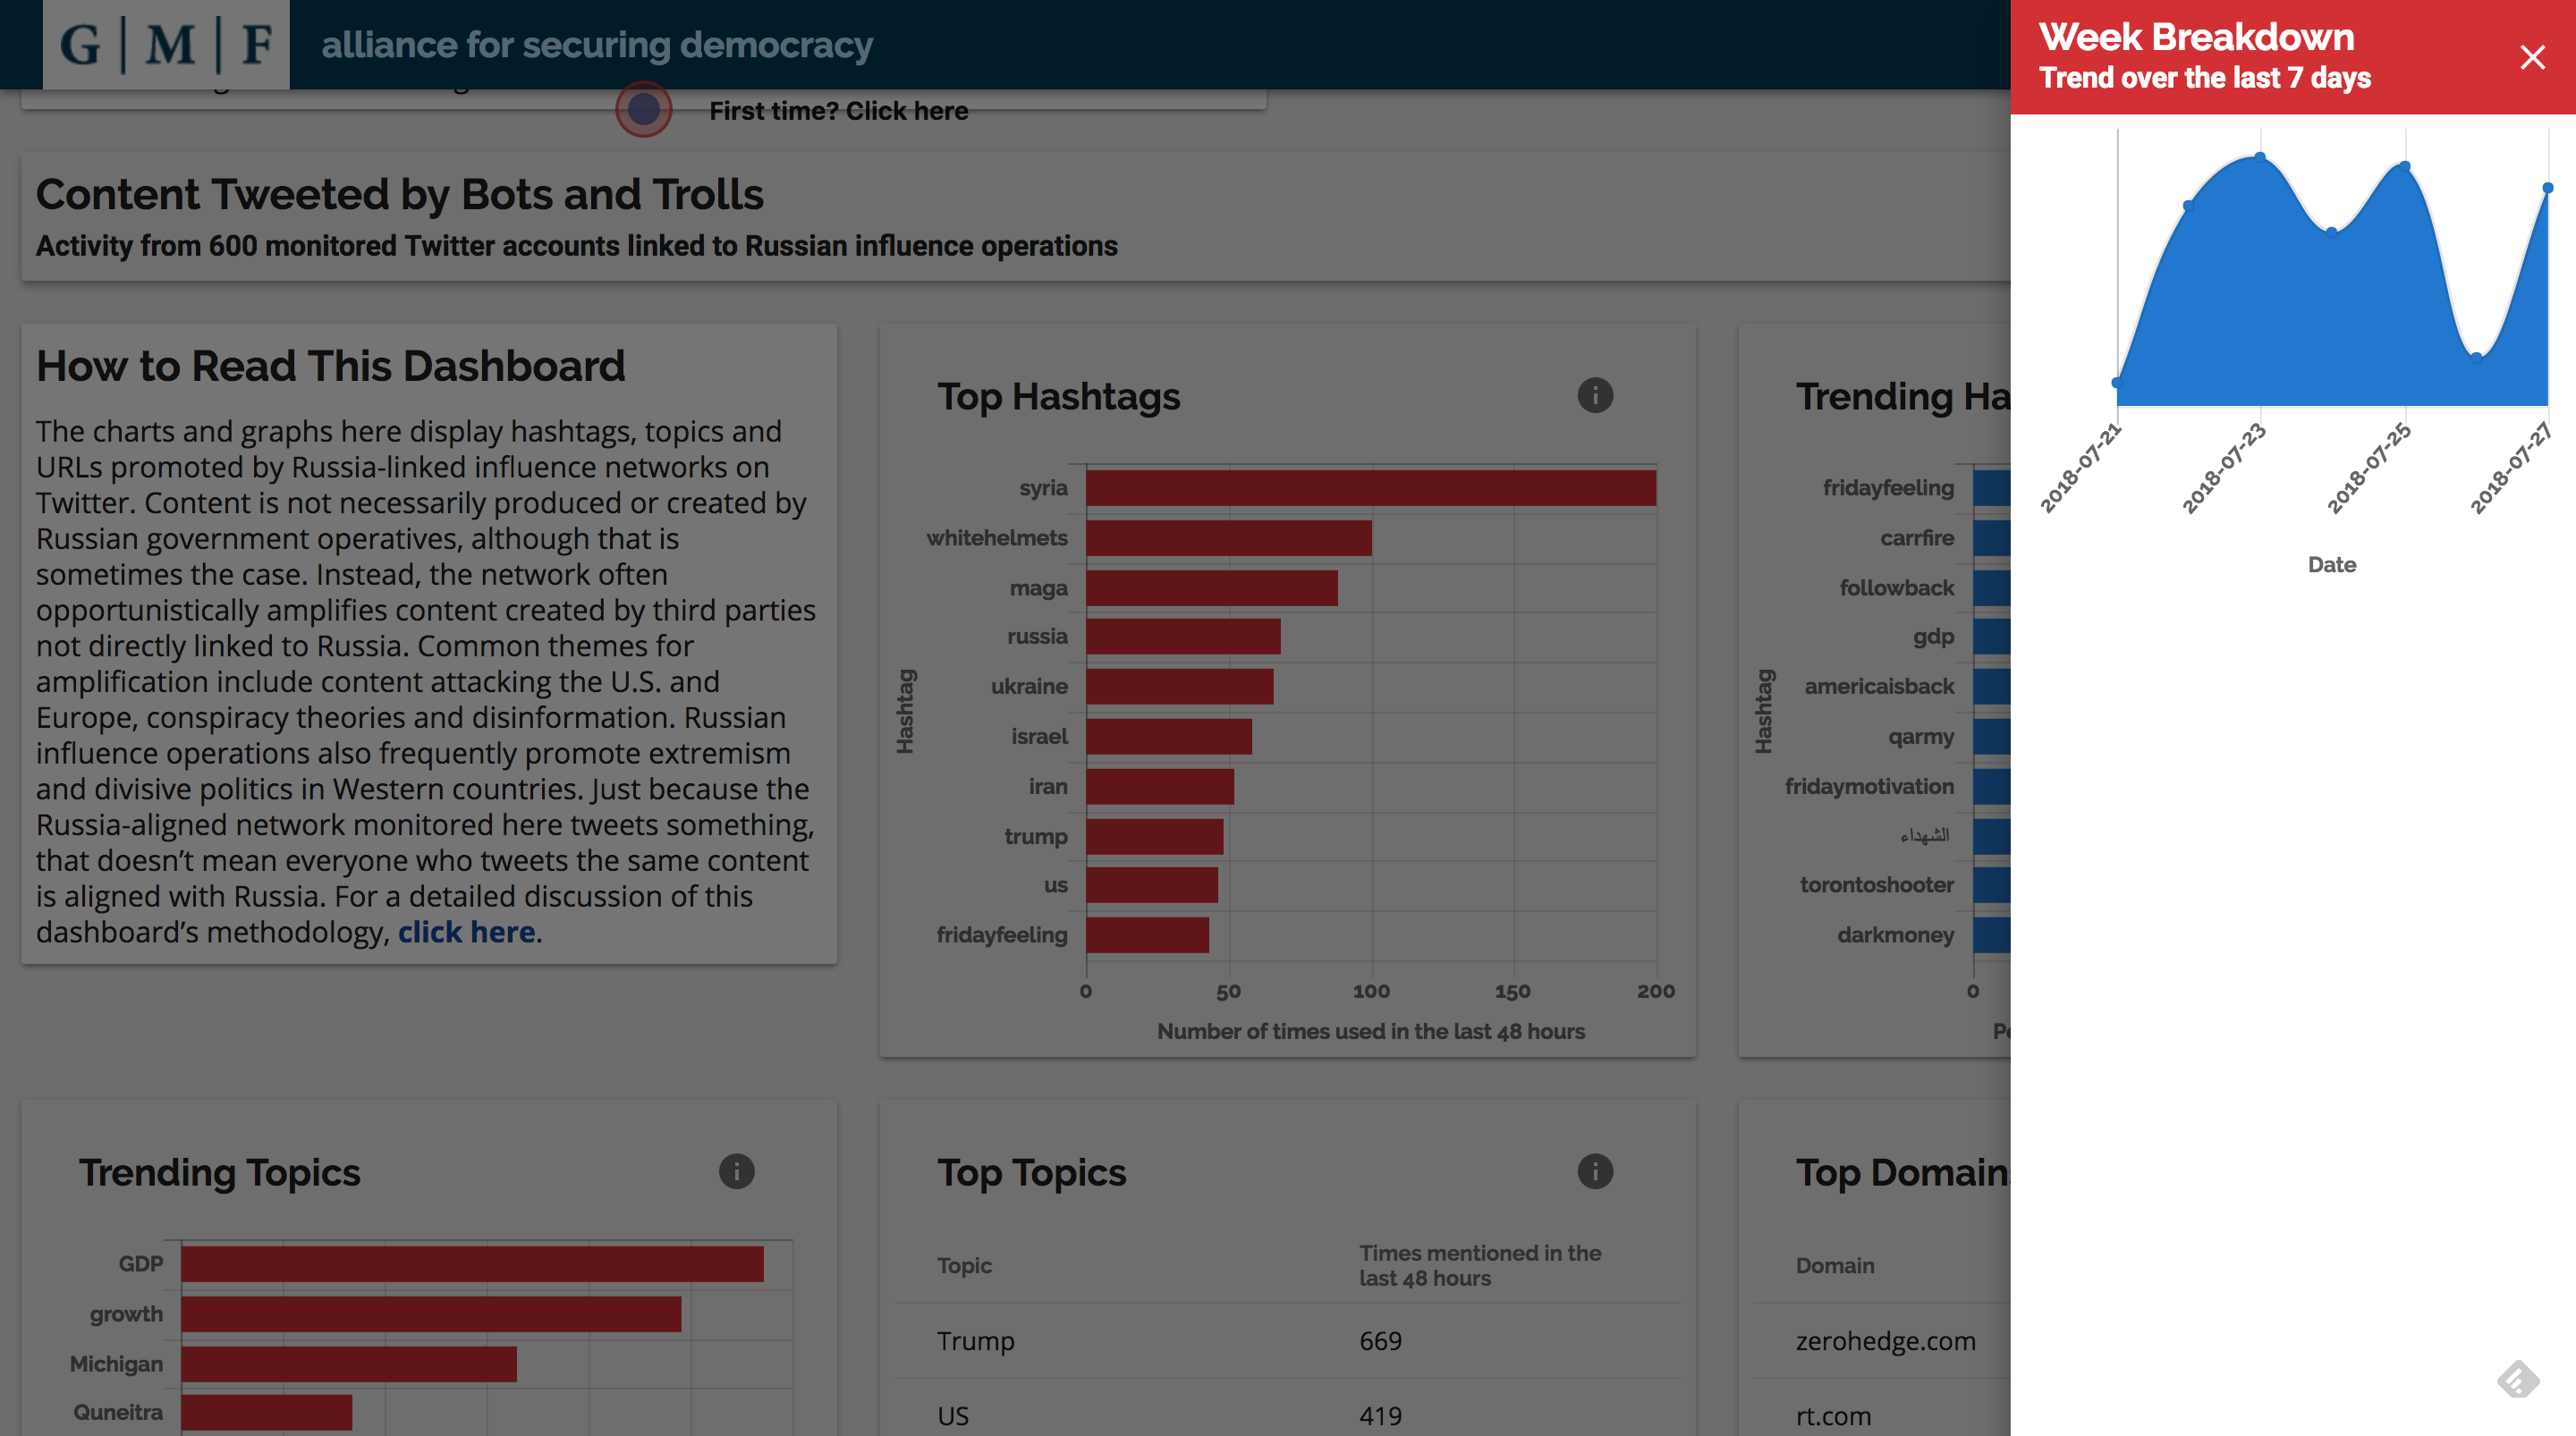 G | M | F
alliance for securing democracy
First time? Click here
Content Tweeted by Bots and Trolls
Activity from 600 monitored Twitter accounts linked to Russian influence operations
How to Read This Dashboard
The charts and graphs here display hashtags, topics and
URLs promoted by Russia-linked influence networks on
Twitter. Content is not necessarily produced or created by
Russian government operatives, although that is
sometimes the case. Instead, the network often
opportunistically amplifies content created by third parties
not directly linked to Russia. Common themes for
amplification include content attacking the U.S. and
Europe, conspiracy theories and disinformation. Russian
influence operations also frequently promote extremism
and divisive politics in Western countries. Just because the
Russia-aligned network monitored here tweets something,
that doesn’t mean everyone who tweets the same content
is aligned with Russia. For a detailed discussion of this
dashboard’s methodology, click here.
Top Hashtags
Hashtag
syria
whitehelmets
maga
russia
ukraine
israel
iran
trump
us
fridayfeeling
0 50 100 150 200
Number of times used in the last 48 hours
Trending Ha
Hashtag
fridayfeeling
carrfire
followback
gdp
americaisback
qarmy
fridaymotivation
الشهداء
torontoshooter
darkmoney
0
Trending Topics
GDP
growth
Michigan
Quneitra
Top Topics
Topic
Times mentioned in the
last 48 hours
Trump 669
US 419
Top Domain
Domain
zerohedge.com
rt.com
Week Breakdown
Trend over the last 7 days
2018-07-21 2018-07-23 2018-07-25 2018-07-27
Date